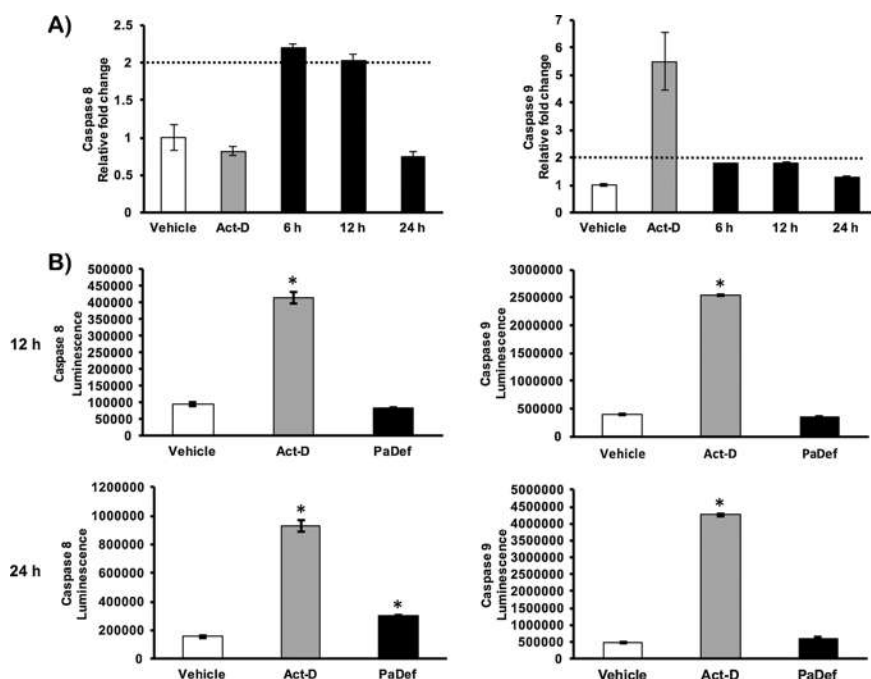 A)
Caspase 8
Relative fold change
2.5
2
1.5
1
0.5
0
Vehicle Act-D 6 h 12 h 24 h
Caspase 9
Relative fold change
7
6
5
4
3
2
1
0
Vehicle Act-D 6 h 12 h 24 h
B)
12 h
Caspase 8
Luminescence
500000
450000
400000
350000
300000
250000
200000
150000
100000
50000
0
*
Vehicle Act-D PaDef
Caspase 9
Luminescence
3000000
2500000
2000000
1500000
1000000
500000
0
*
Vehicle Act-D PaDef
24 h
Caspase 8
Luminescence
1200000
1000000
800000
600000
400000
200000
0
*
*
Vehicle Act-D PaDef
Caspase 9
Luminescence
5000000
4500000
4000000
3500000
3000000
2500000
2000000
1500000
1000000
500000
0
*
Vehicle Act-D PaDef